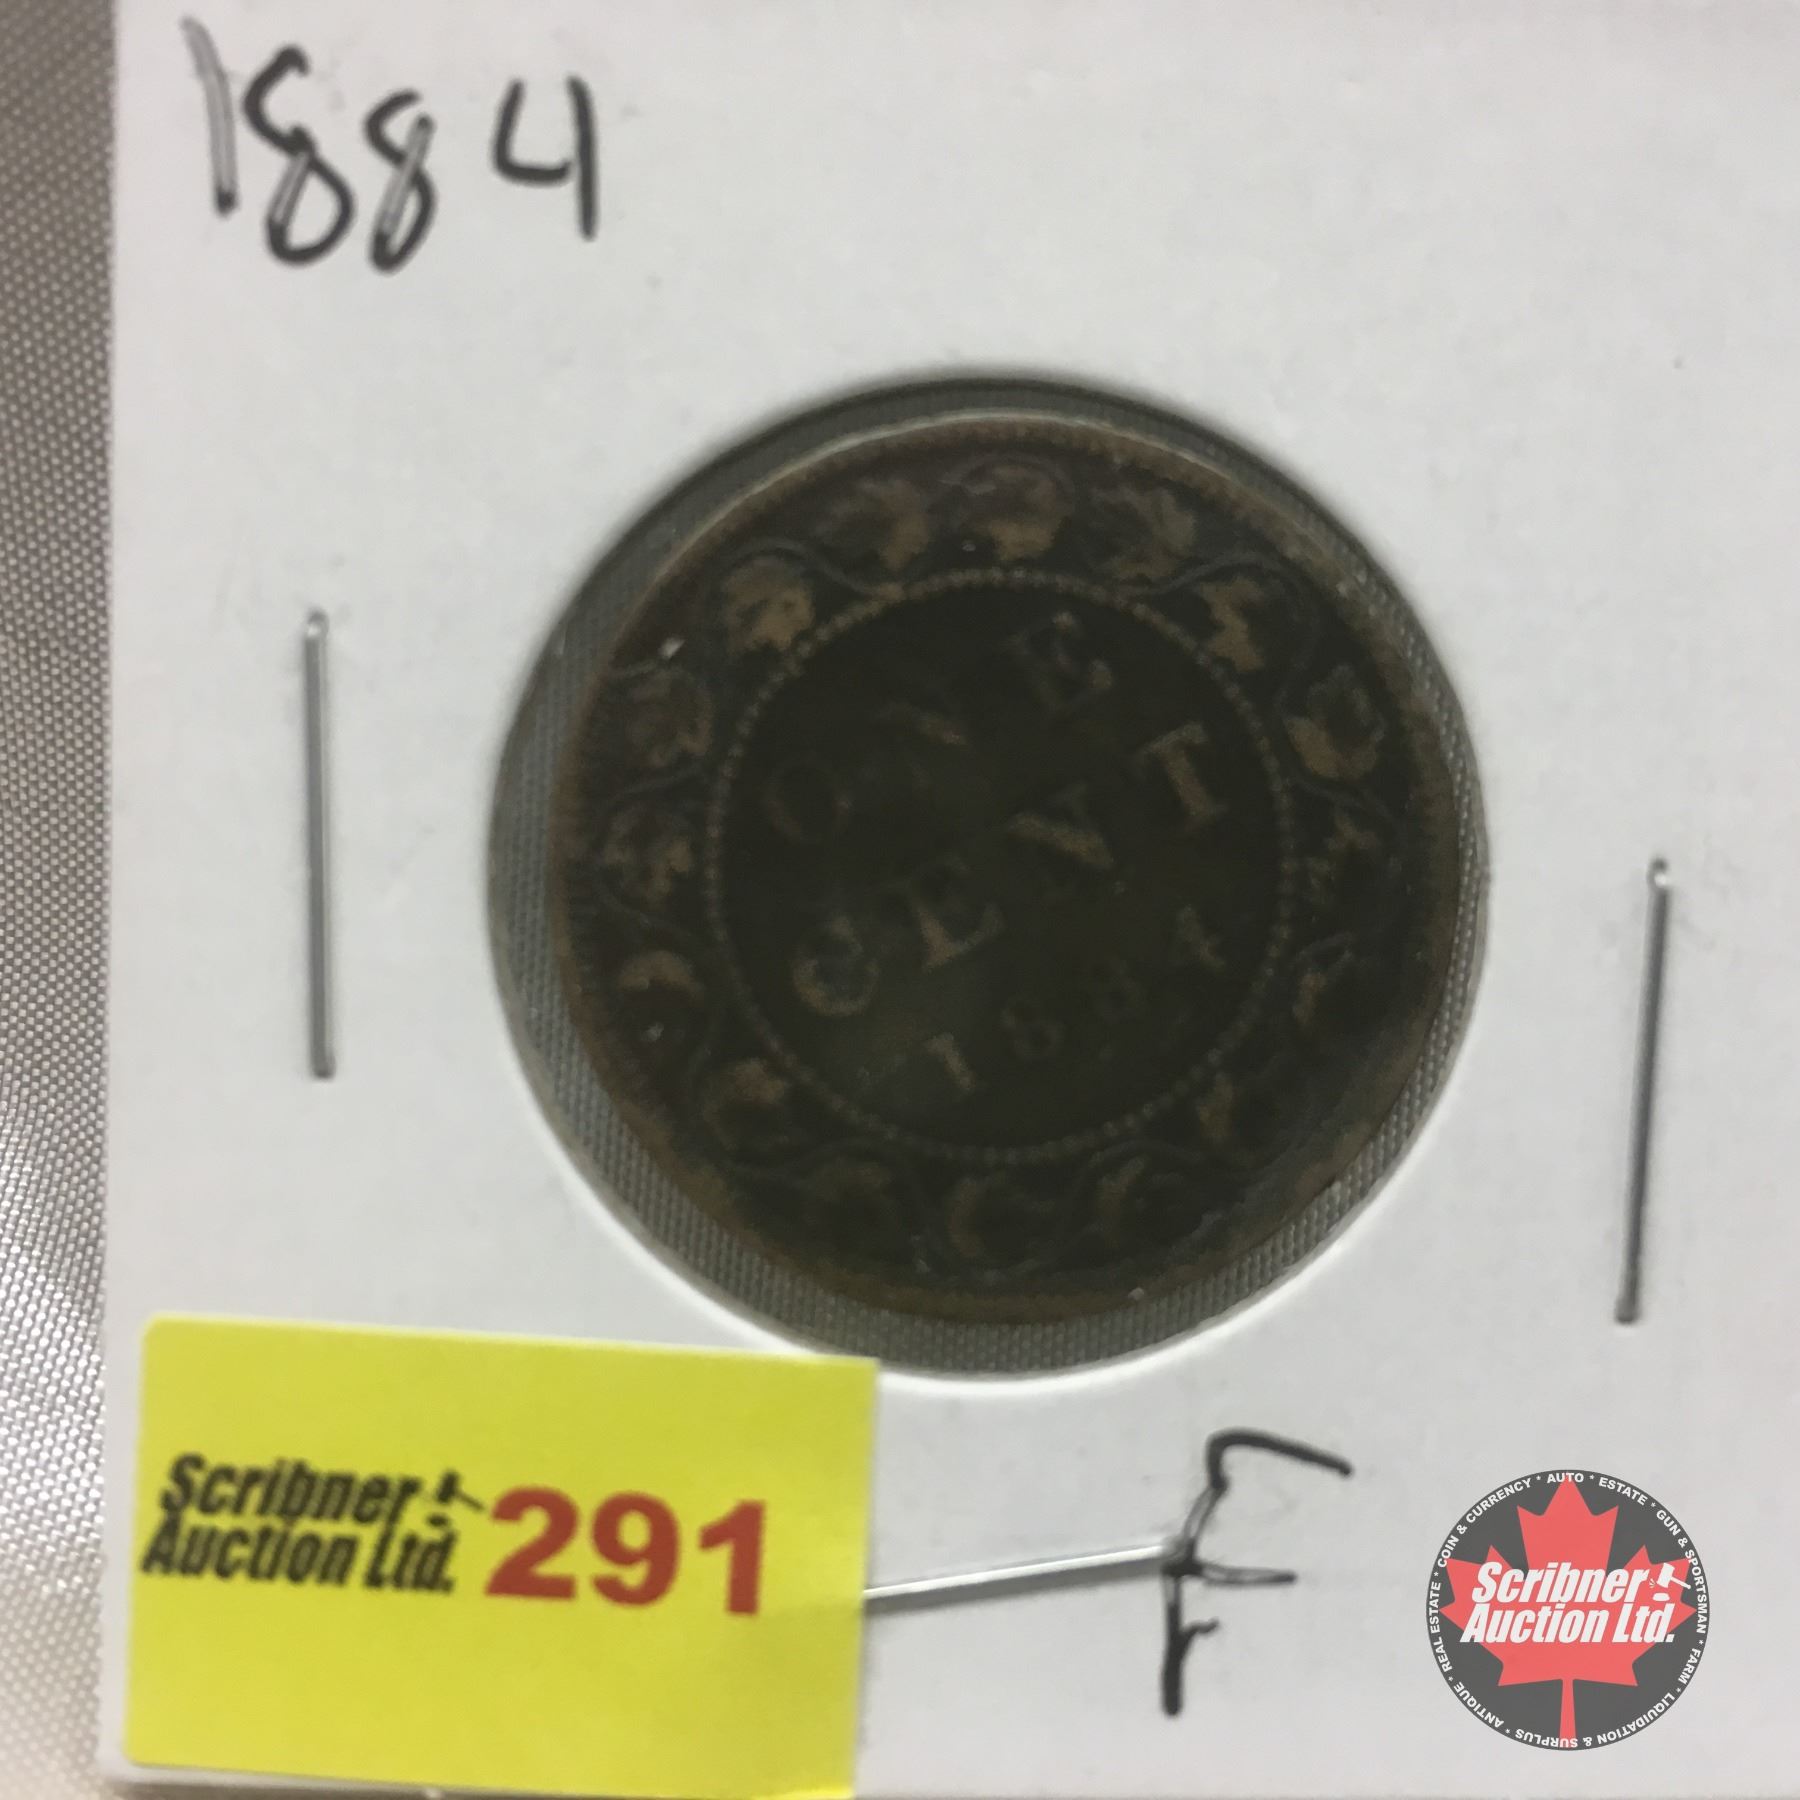 1884
ONE
CENT
1884
Scribner
Auction Ltd.
291
F
* COIN & CURRENCY * AUTO * ESTATE * GUN & SPORTSMAN * FARM * LIQUIDATION & SURPLUS * ANTIQUE * REAL ESTATE
Scribner
Auction Ltd.